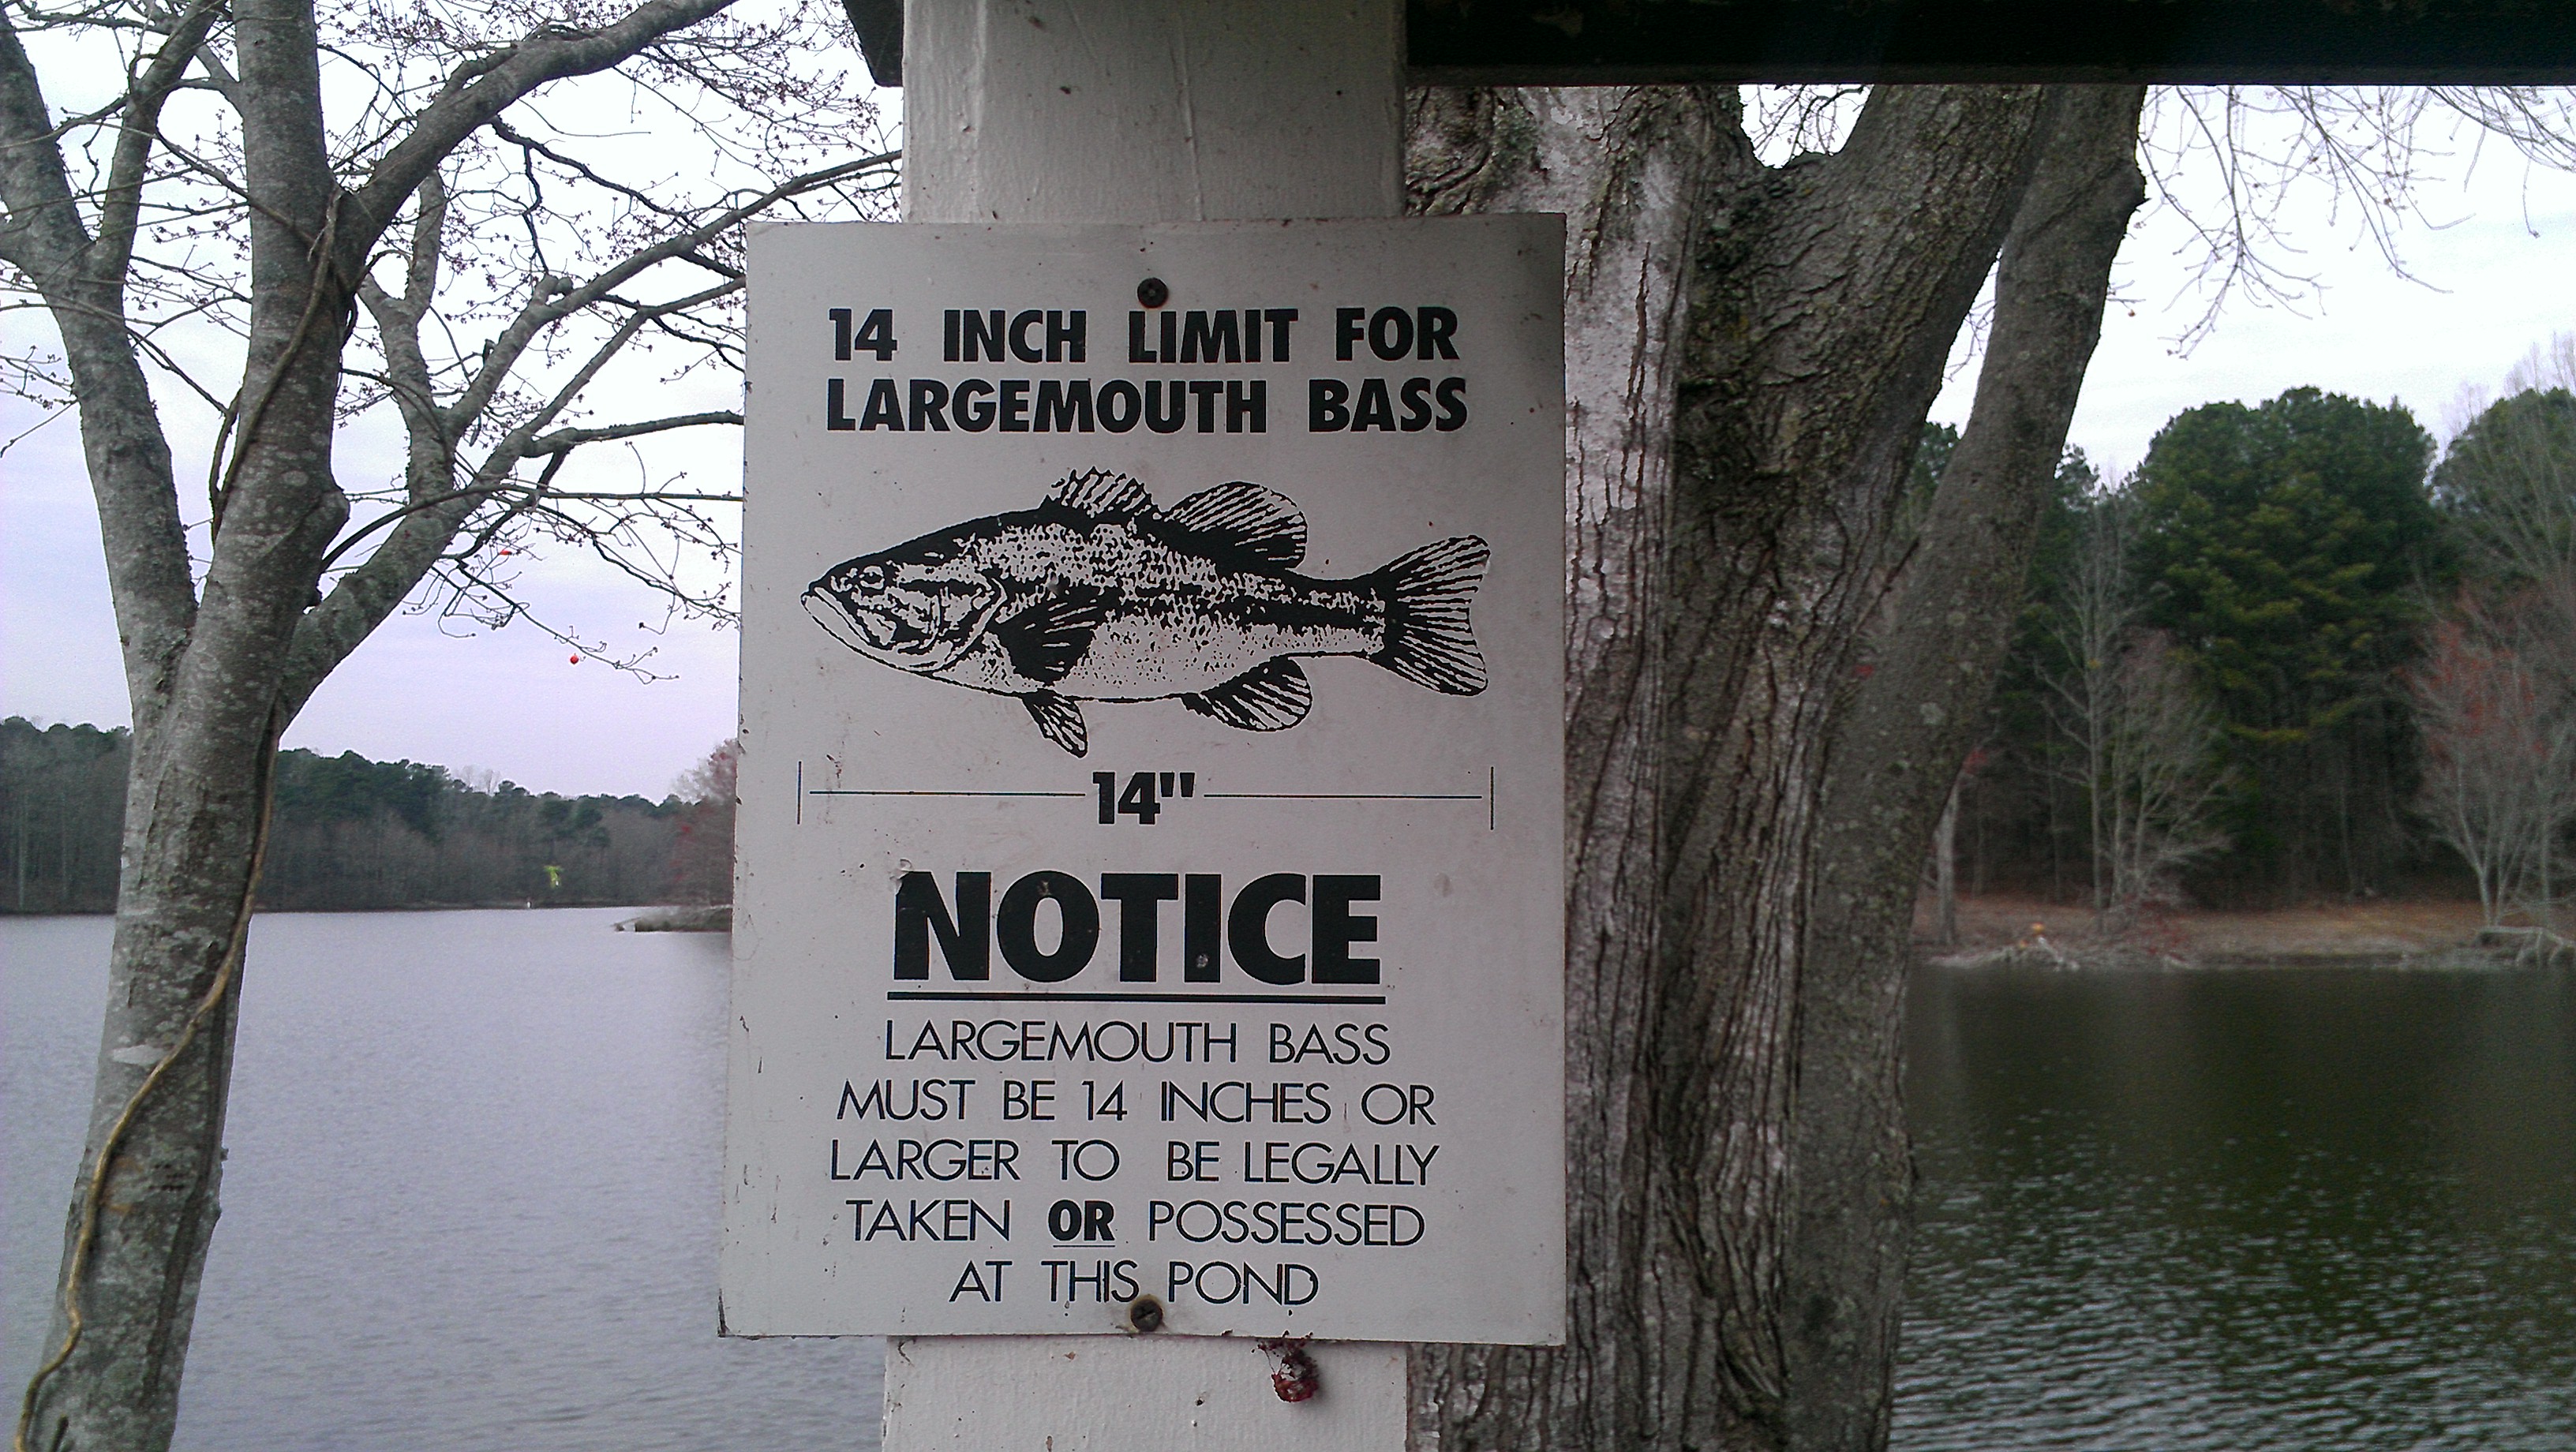 14 INCH LIMIT FOR
LARGEMOUTH BASS
14"
NOTICE
LARGEMOUTH BASS
MUST BE 14 INCHES OR
LARGER TO BE LEGALLY
TAKEN OR POSSESSED
AT THIS POND